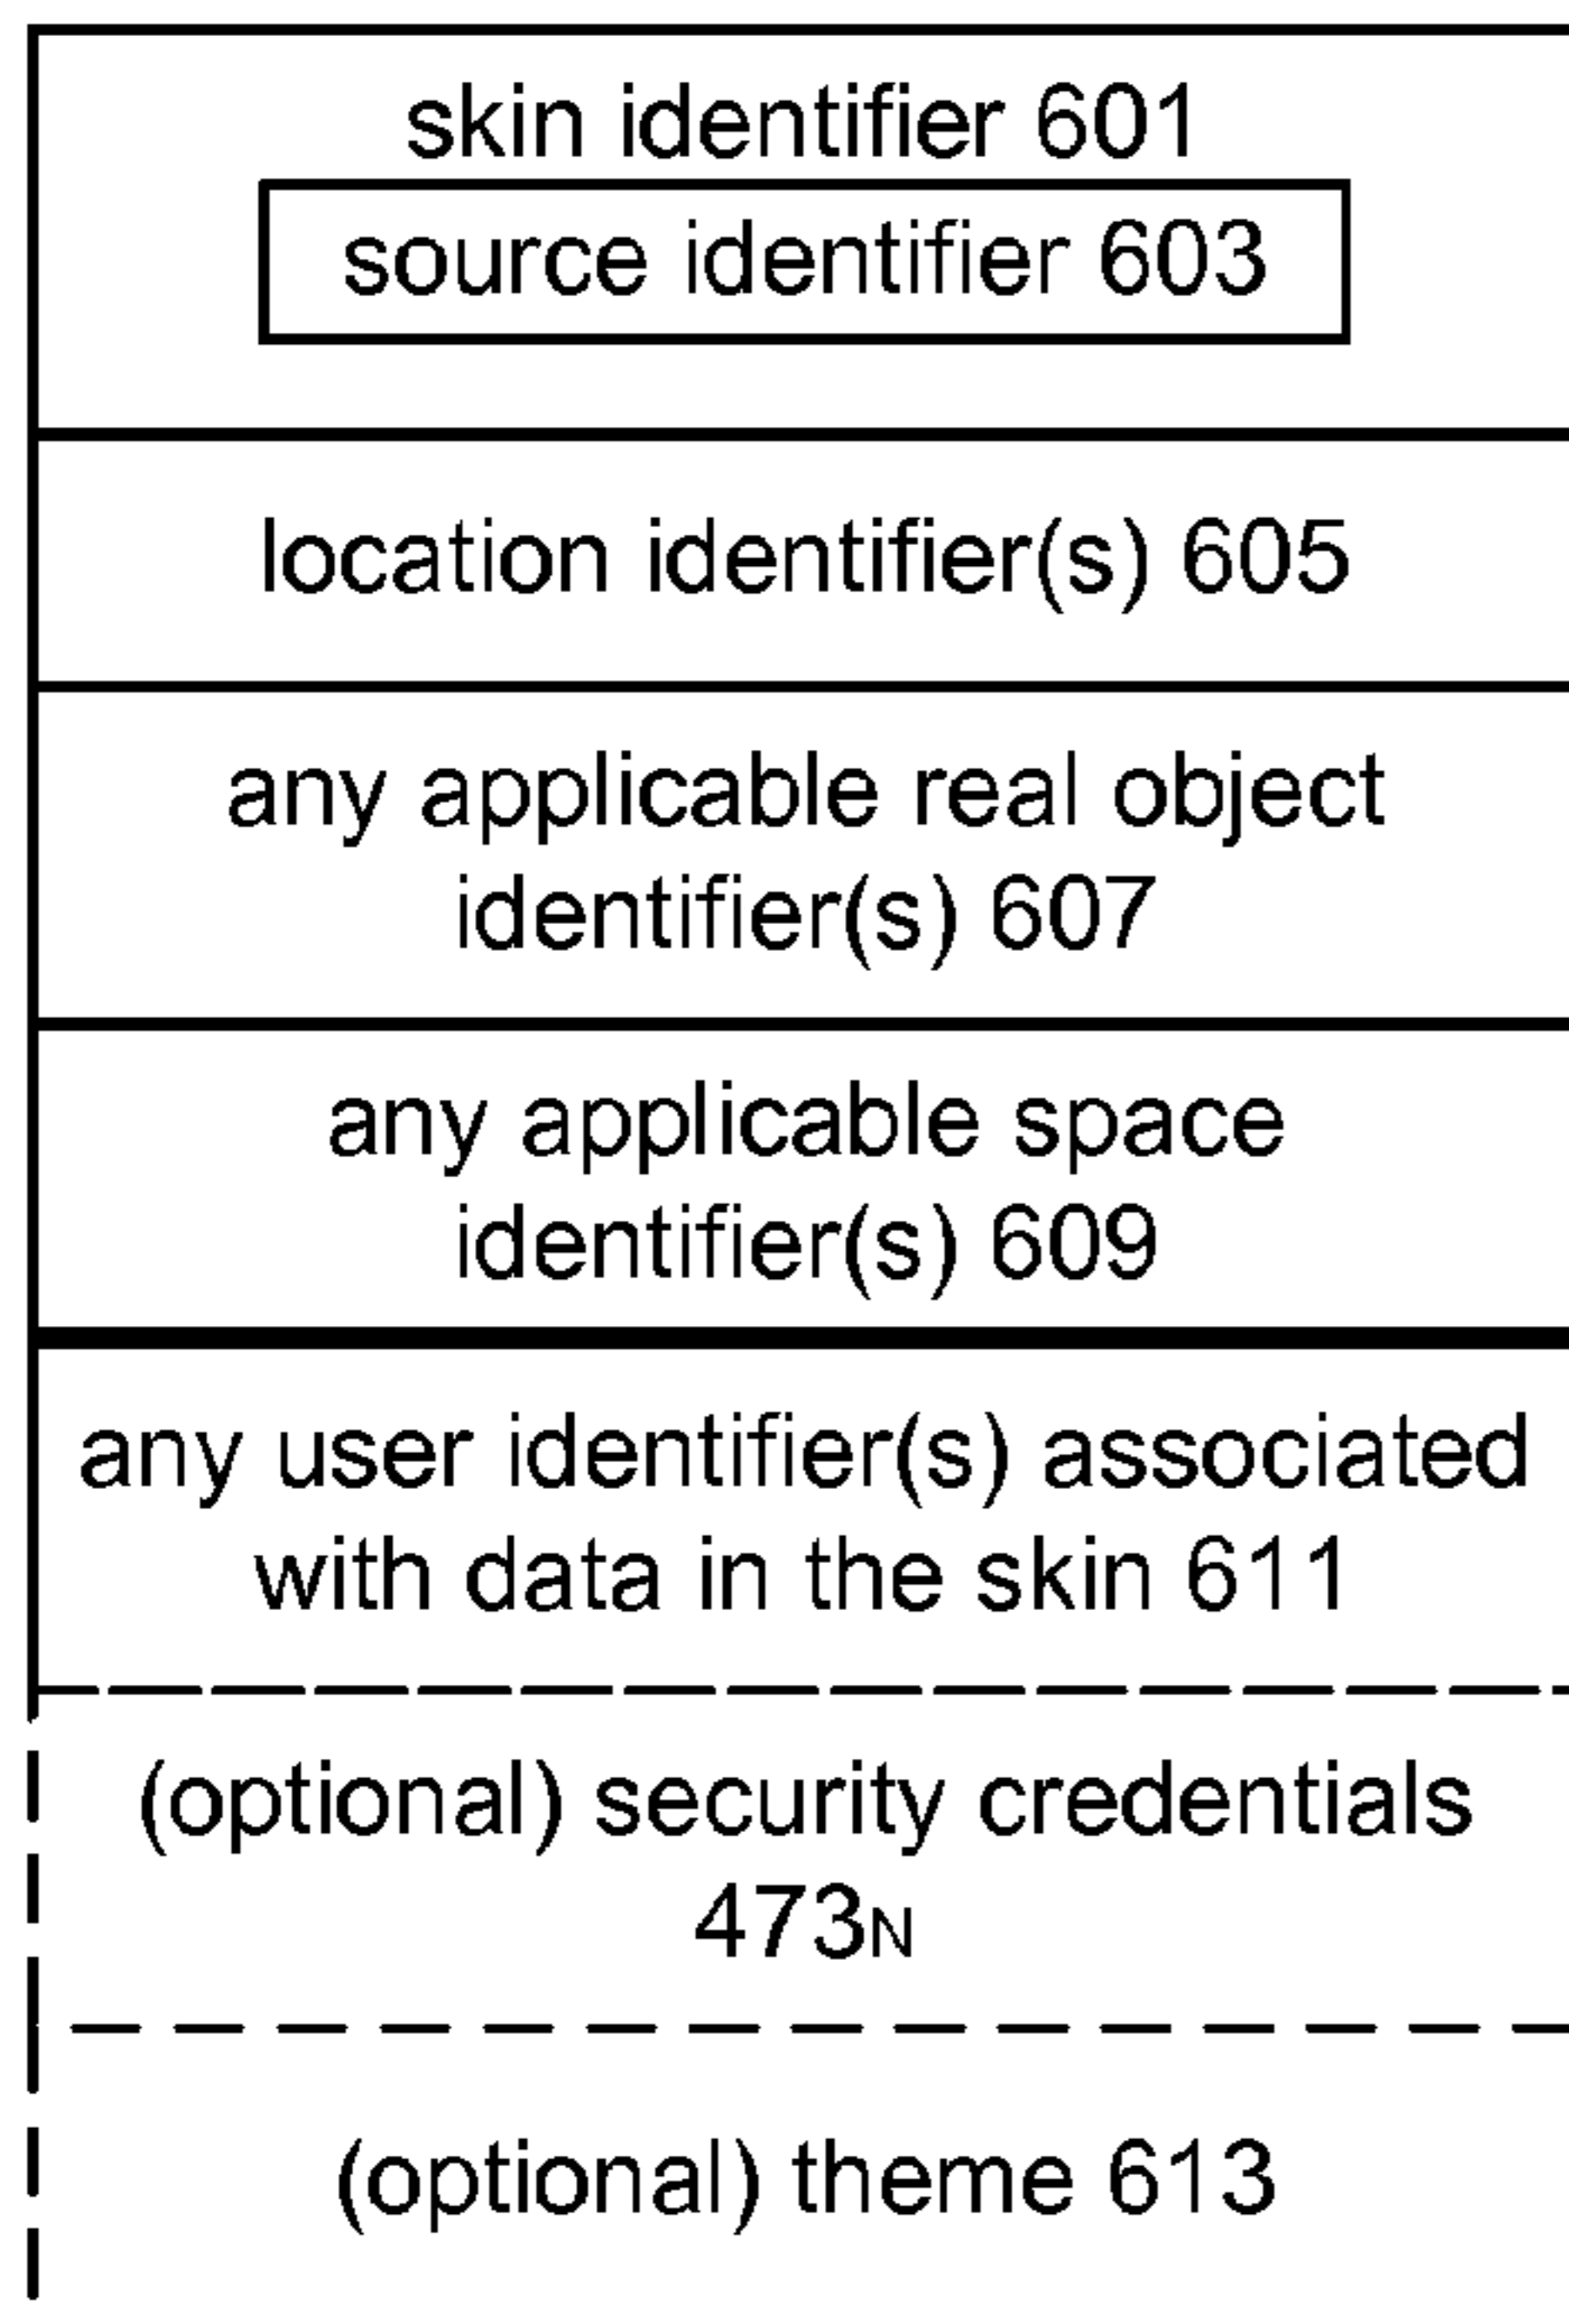 skin identifier 601
source identifier 603
location identifier(s) 605
any applicable real object
identifier(s) 607
any applicable space
identifier(s) 609
any user identifier(s) associated
with data in the skin 611
(optional) security credentials
473N
(optional) theme 613